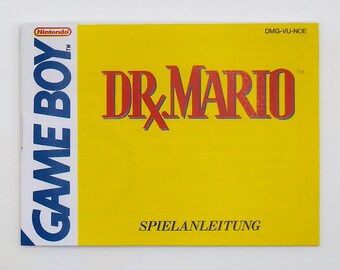 Nintendo
GAME BOY
TM
DMG-VU-NOE
DR.MARIO
TM
SPIELANLEITUNG